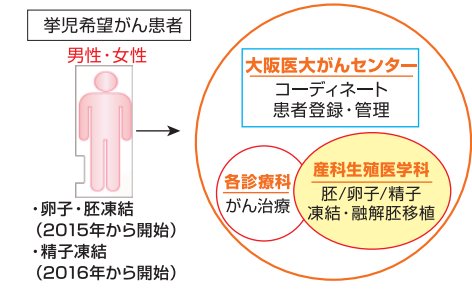 挙児希望がん患者
男性・女性
・卵子・胚凍結
（2015年から開始）
・精子凍結
（2016年から開始）
大阪医大がんセンター
コーディネート
患者登録・管理
各診療科
がん治療
産科生殖医学科
胚/卵子/精子
凍結・融解胚移植